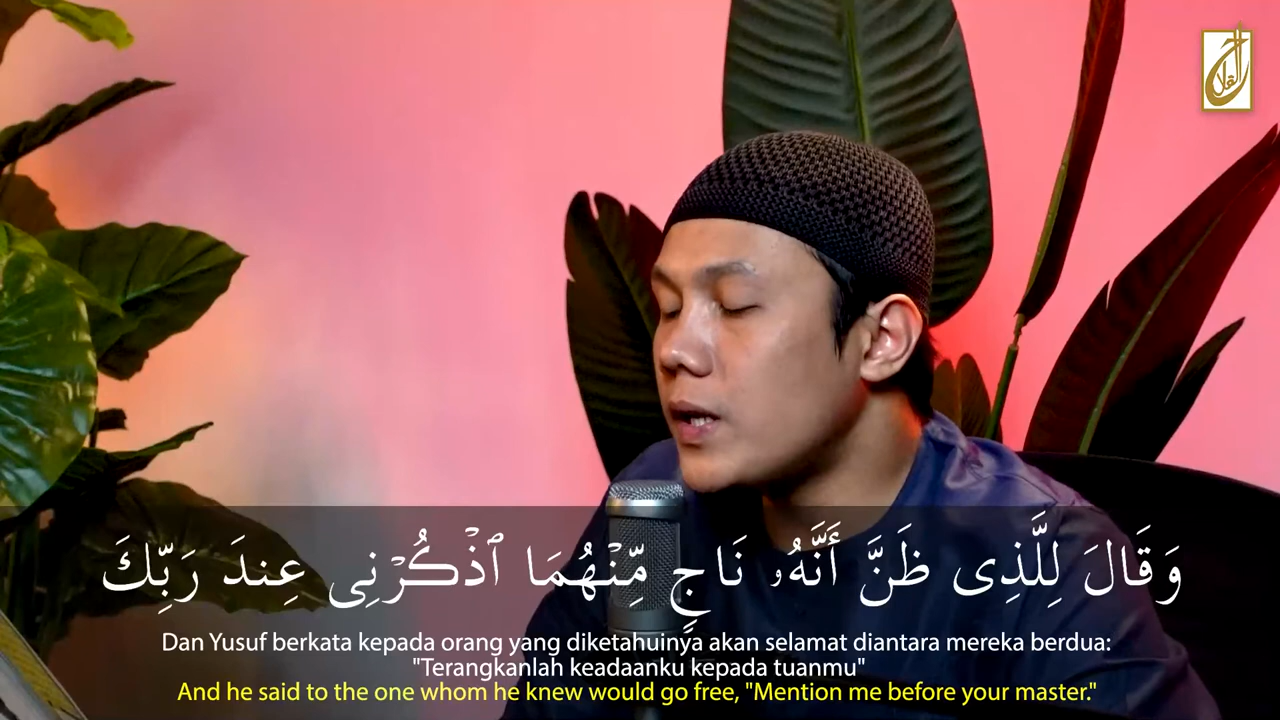 وَقَالَ لِلَّذِى ظَنَّ أَنَّهُۥ نَاجٍ مِّنْهُمَا ٱذْكُرْنِى عِندَ رَبِّكَ
Dan Yusuf berkata kepada orang yang diketahuinya akan selamat diantara mereka berdua:
"Terangkanlah keadaanku kepada tuanmu"
And he said to the one whom he knew would go free, "Mention me before your master."